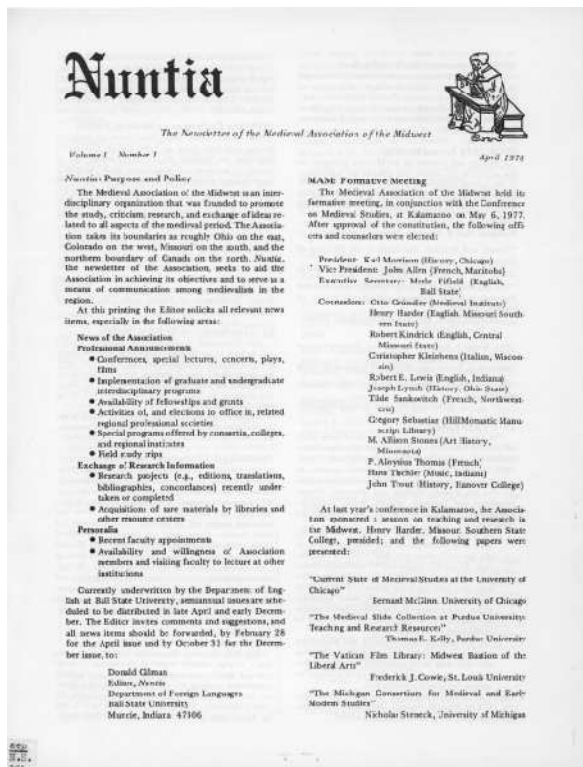 Nuntia
The Newsletter of the Medieval Association of the Midwest
Volume I Number 1
April 1978
Nuntia: Purpose and Policy
The Medieval Association of the Midwest is an inter-
disciplinary organization that was founded to promote
the study, criticism, research, and exchange of ideas re-
lated to all aspects of the medieval period. The Associa-
tion takes its boundaries as roughly Ohio on the east,
Colorado on the west, Missouri on the south, and the
northern boundary of Canada on the north. Nuntia,
the newsletter of the Association, seeks to aid the
Association in achieving its objectives and to serve as a
means of communication among medievalists in the
region.
At this printing the Editor solicits all relevant news
items, especially in the following areas:
News of the Association
Professional Announcements
● Conferences, special lectures, concerts, plays,
films
● Implementation of graduate and undergraduate
interdisciplinary programs
● Availability of fellowships and grants
● Activities of, and elections to office in, related
regional professional societies
● Special programs offered by consortia, colleges,
and regional institutes
● Field study trips
Exchange of Research Information
● Research projects (e.g., editions, translations,
bibliographies, concordances) recently under-
taken or completed
● Acquisitions of rare materials by libraries and
other resource centers
Personalia
● Recent faculty appointments
● Availability and willingness of Association
members and visiting faculty to lecture at other
institutions
Currently underwritten by the Department of Eng-
lish at Ball State University, semiannual issues are sche-
duled to be distributed in late April and early Decem-
ber. The Editor invites comments and suggestions, and
all news items should be forwarded, by February 28
for the April issue and by October 31 for the Decem-
ber issue, to:
Donald Gilman
Editor, Nuntia
Department of Foreign Languages
Ball State University
Muncie, Indiana 47306
MAM: Formative Meeting
The Medieval Association of the Midwest held its
formative meeting, in conjunction with the Conference
on Medieval Studies, at Kalamazoo on May 6, 1977.
After approval of the constitution, the following offi-
cers and counselors were elected:
President: Karl Morrison (History, Chicago)
Vice President: John Allen (French, Manitoba)
Executive Secretary: Merle Fifield (English,
Ball State)
Counselors: Otto Gründler (Medieval Institute)
Henry Harder (English, Missouri South-
ern State)
Robert Kindrick (English, Central
Missouri State)
Christopher Kleinhenz (Italian, Wiscon-
sin)
Robert E. Lewis (English, Indiana)
Joseph Lynch (History, Ohio State)
Tilde Sankovitch (French, Northwest-
ern)
Gregory Sebastian (Hill Monastic Manu-
script Library)
M. Allison Stones (Art History,
Minnesota)
P. Aloysius Thomas (French)
Hans Tischler (Music, Indiana)
John Trout (History, Hanover College)
At last year's conference in Kalamazoo, the Associa-
tion sponsored a session on teaching and research in
the Midwest. Henry Harder, Missouri Southern State
College, presided; and the following papers were
presented:
"Current State of Medieval Studies at the University of
Chicago"
Bernard McGinn, University of Chicago
"The Medieval Slide Collection at Purdue University:
Teaching and Research Resources"
Thomas E. Kelly, Purdue University
"The Vatican Film Library: Midwest Bastion of the
Liberal Arts"
Frederick J. Cowie, St. Louis University
"The Michigan Consortium for Medieval and Early
Modern Studies"
Nicholas Steneck, University of Michigan